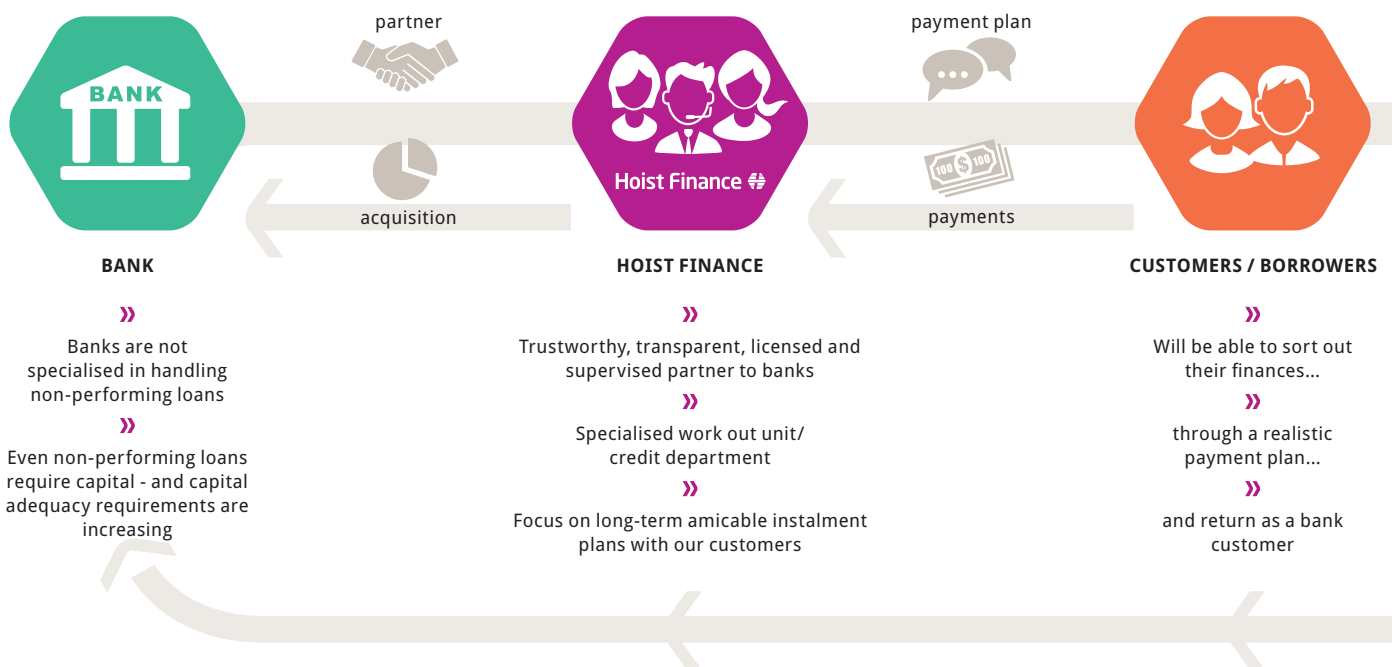 partner
payment plan
BANK
100 $ 100
Hoist Finance
acquisition
payments
BANK
HOIST FINANCE
CUSTOMERS / BORROWERS
»
Banks are not
specialised in handling
non-performing loans
»
Even non-performing loans
require capital - and capital
adequacy requirements are
increasing
»
Trustworthy, transparent, licensed and
supervised partner to banks
»
Specialised work out unit/
credit department
»
Focus on long-term amicable instalment
plans with our customers
»
Will be able to sort out
their finances...
»
through a realistic
payment plan...
»
and return as a bank
customer